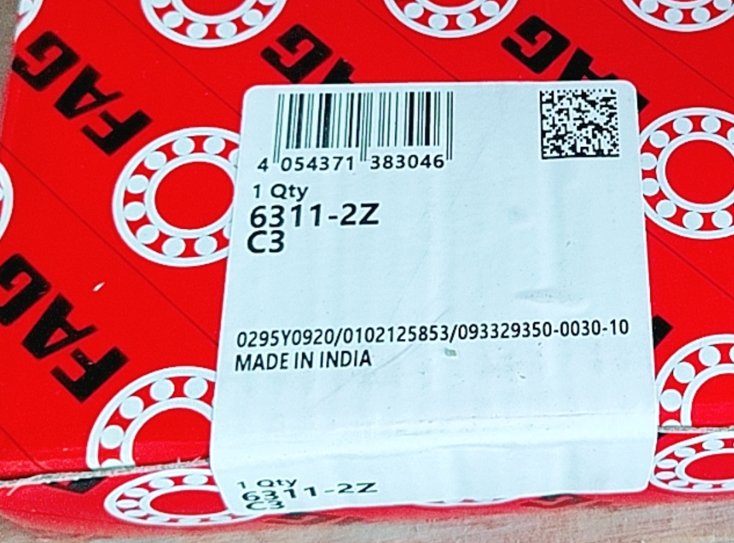 FAG
FAG
FAG
4 054371 383046
1 Qty
6311-2Z
C3
FAG
0295Y0920/0102125853/093329350-0030-10
MADE IN INDIA
1 Qty
6311-2Z
C3